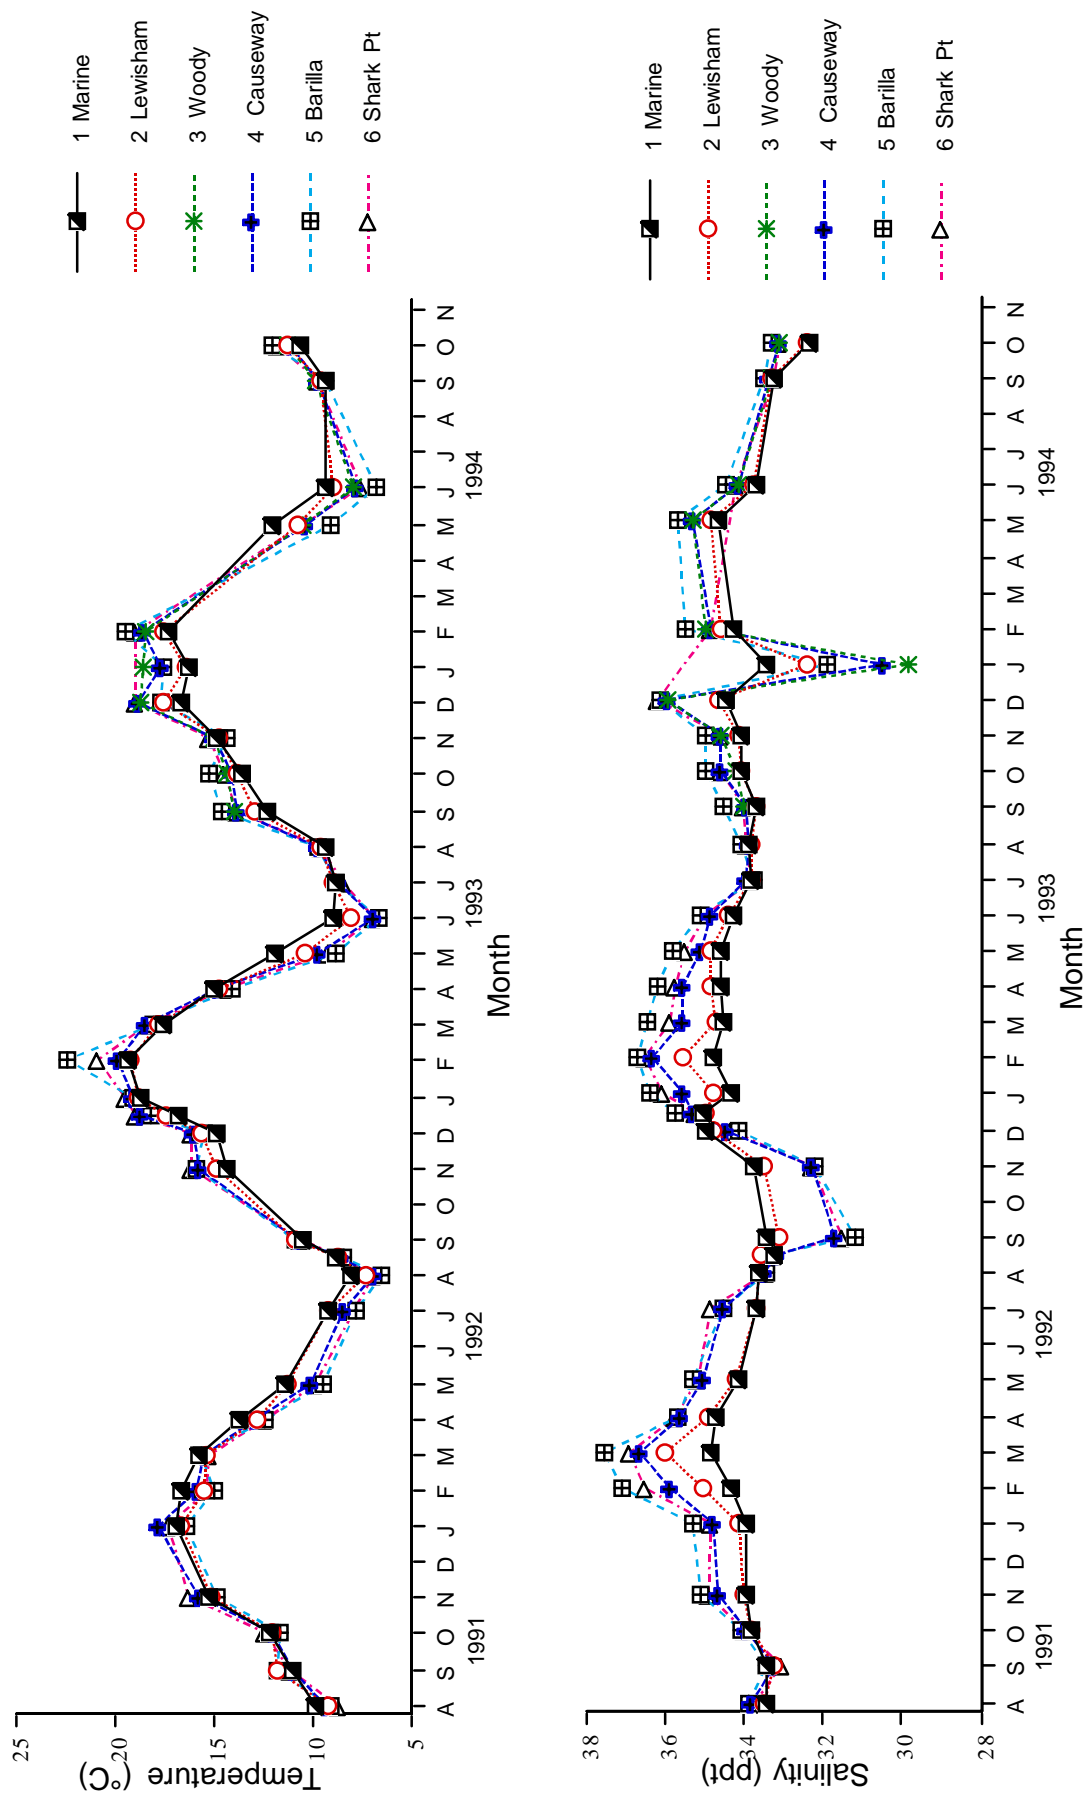 25
20
15
10
5
Temperature (°C)
A S O N D J F M A M J J A S O N D J F M A M J J A S O N D J F M A M J J A S O N
1991 1992 1993 1994
Month
1 Marine
2 Lewisham
3 Woody
4 Causeway
5 Barilla
6 Shark Pt
38
36
34
32
30
28
Salinity (ppt)
A S O N D J F M A M J J A S O N D J F M A M J J A S O N D J F M A M J J A S O N
1991 1992 1993 1994
Month
1 Marine
2 Lewisham
3 Woody
4 Causeway
5 Barilla
6 Shark Pt